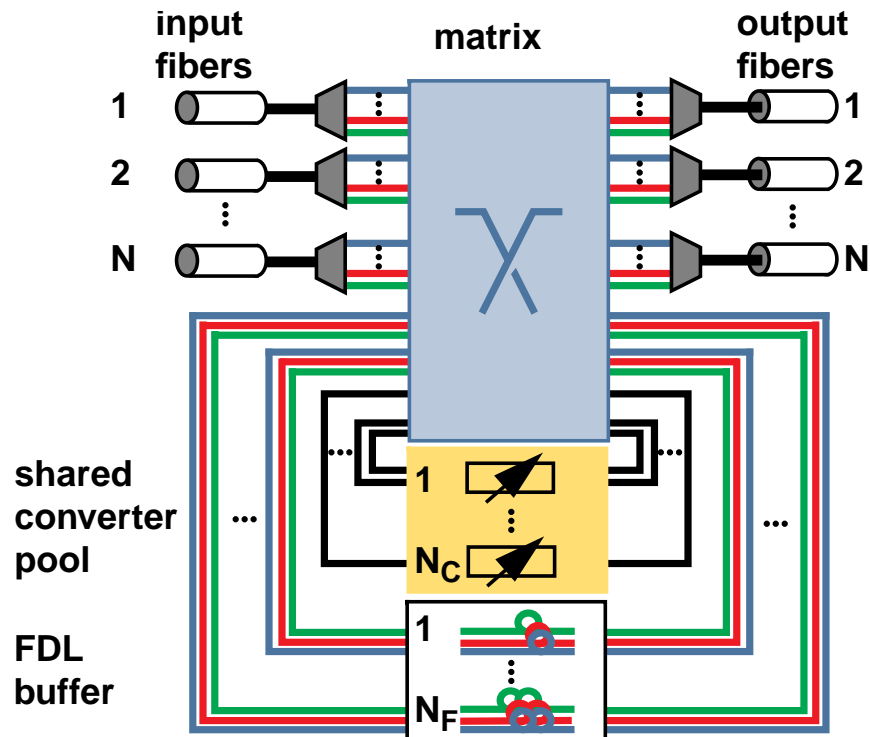 input
fibers
matrix
output
fibers
1
1
2
2
N
N
shared
converter
pool
1
N_C
FDL
buffer
1
N_F